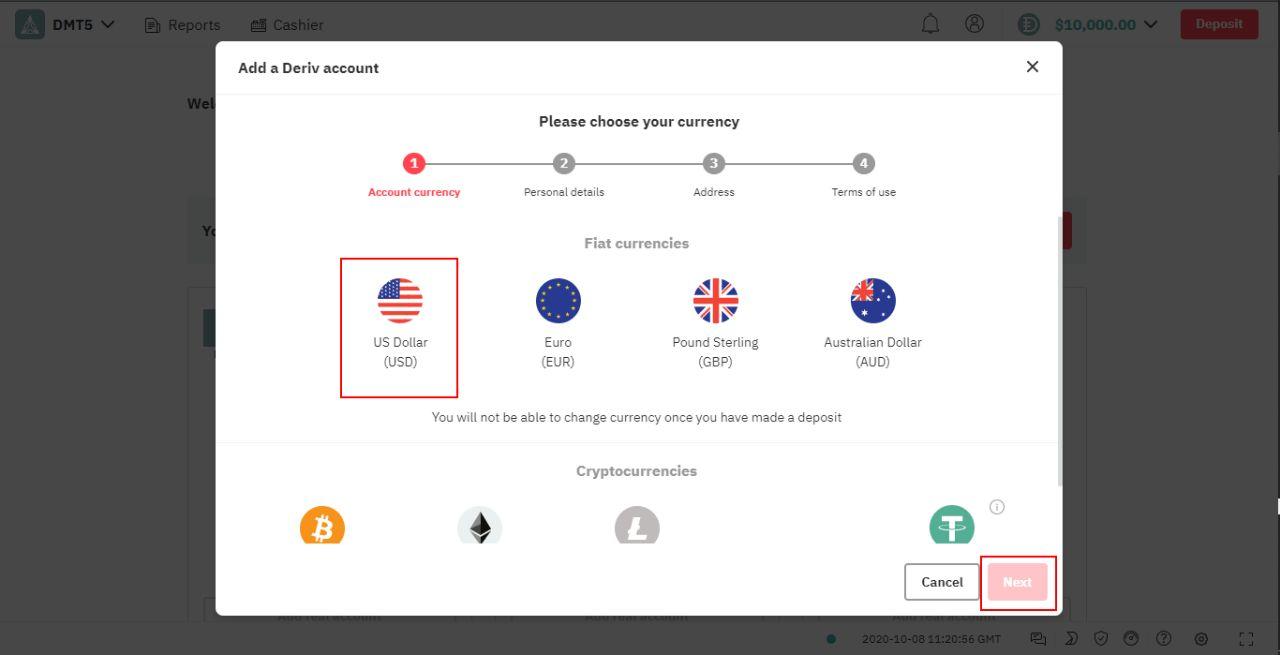 DMT5
Reports
Cashier
$10,000.00
Deposit
Wel
Add a Deriv account
Please choose your currency
1
2
3
4
Account currency
Personal details
Address
Terms of use
Yo
Fiat currencies
US Dollar
(USD)
Euro
(EUR)
Pound Sterling
(GBP)
Australian Dollar
(AUD)
You will not be able to change currency once you have made a deposit
Cryptocurrencies
Cancel
Next
Add real account
Add real account
Add real account
2020-10-08 11:20:56 GMT